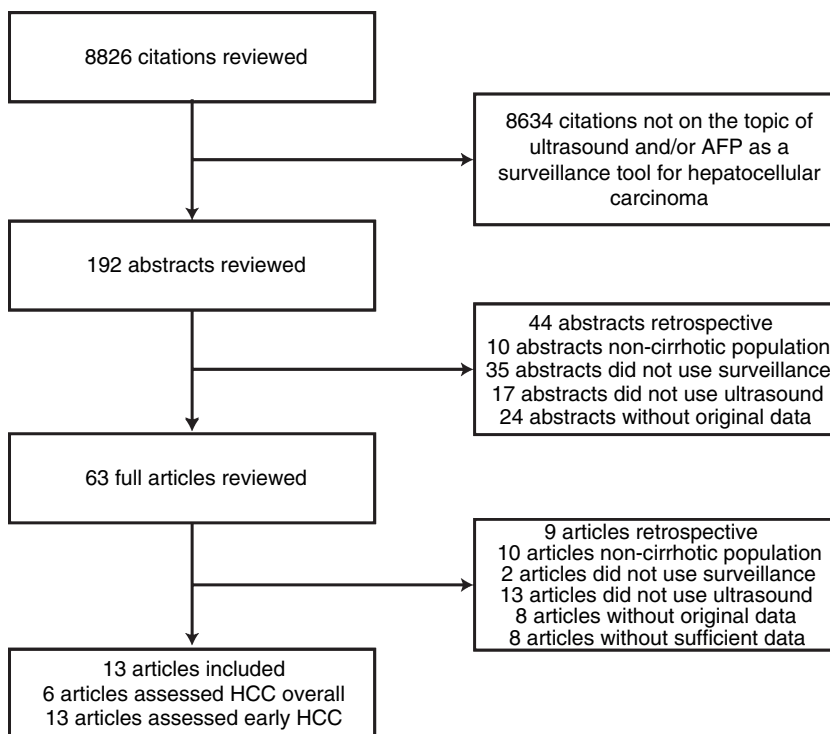 8826 citations reviewed
8634 citations not on the topic of
ultrasound and/or AFP as a
surveillance tool for hepatocellular
carcinoma
192 abstracts reviewed
44 abstracts retrospective
10 abstracts non-cirrhotic population
35 abstracts did not use surveillance
17 abstracts did not use ultrasound
24 abstracts without original data
63 full articles reviewed
9 articles retrospective
10 articles non-cirrhotic population
2 articles did not use surveillance
13 articles did not use ultrasound
8 articles without original data
8 articles without sufficient data
13 articles included
6 articles assessed HCC overall
13 articles assessed early HCC